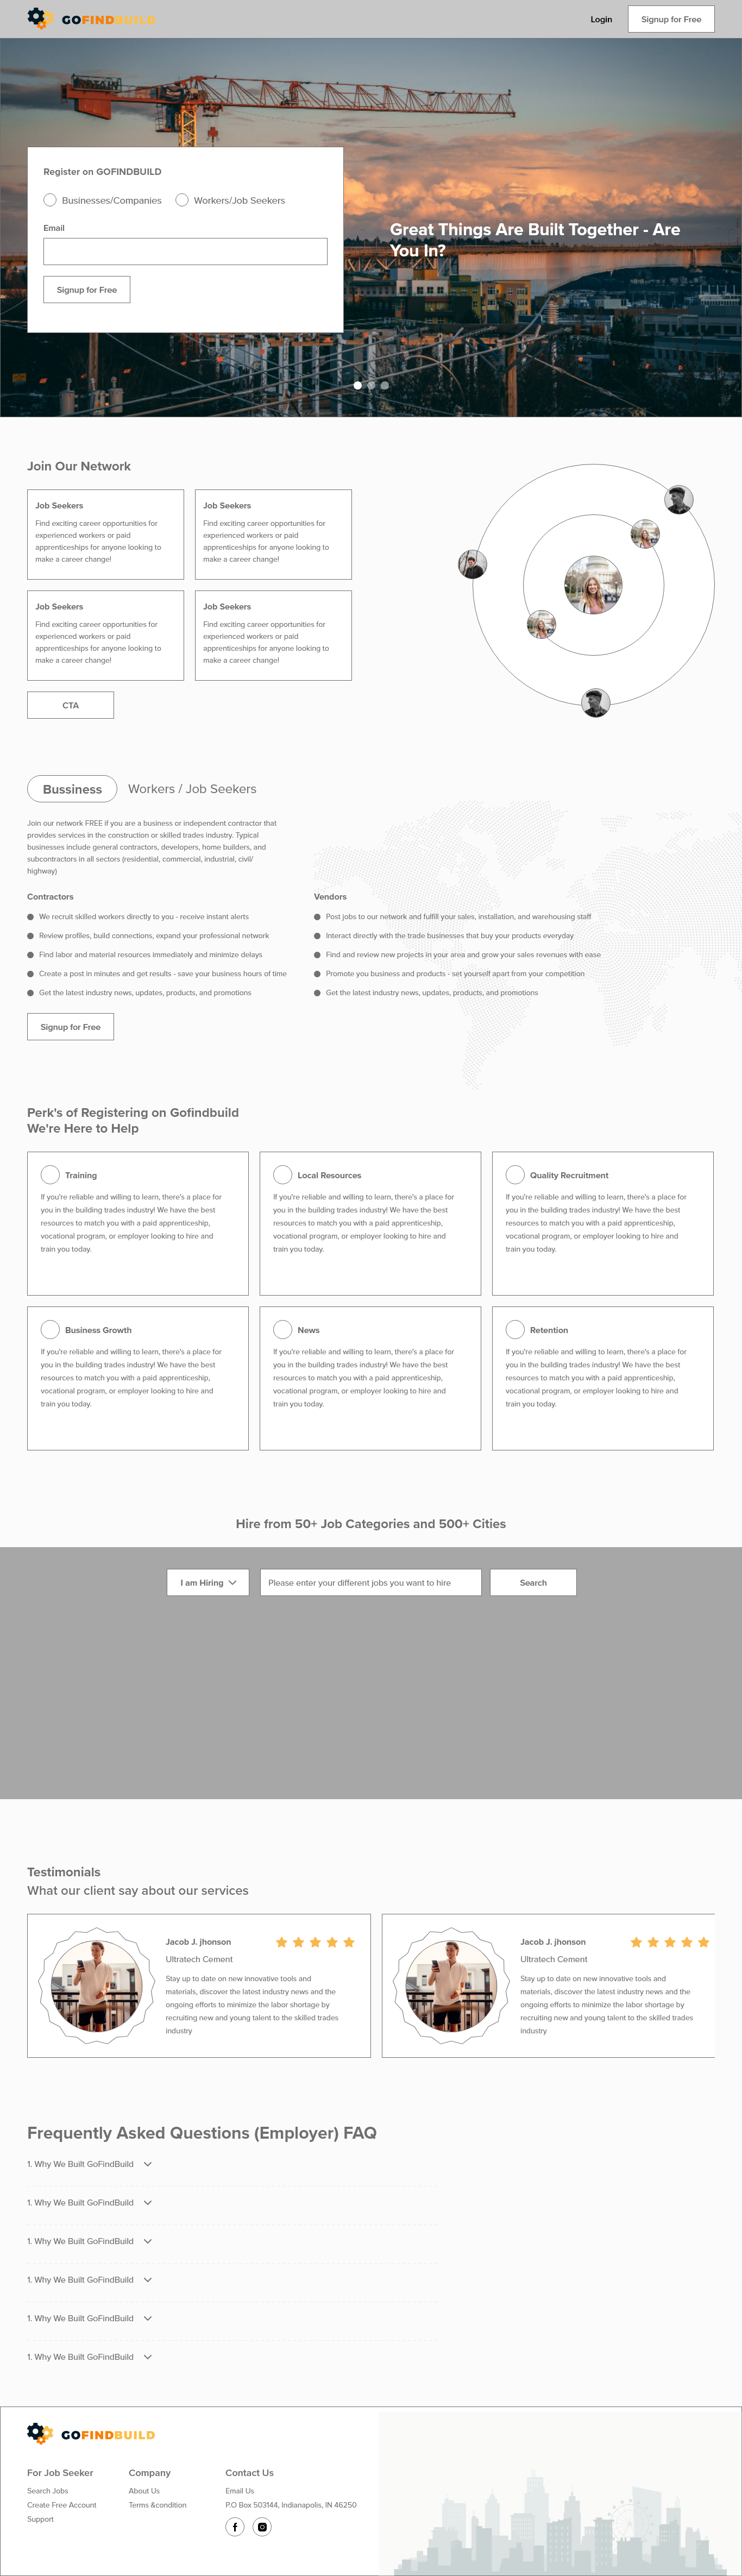 GOFINDBUILD
Login
Signup for Free
Register on GOFINDBUILD
Businesses/Companies
Workers/Job Seekers
Email
Signup for Free
Great Things Are Built Together - Are
You In?
Join Our Network
Job Seekers
Find exciting career opportunities for
experienced workers or paid
apprenticeships for anyone looking to
make a career change!
Job Seekers
Find exciting career opportunities for
experienced workers or paid
apprenticeships for anyone looking to
make a career change!
Job Seekers
Find exciting career opportunities for
experienced workers or paid
apprenticeships for anyone looking to
make a career change!
Job Seekers
Find exciting career opportunities for
experienced workers or paid
apprenticeships for anyone looking to
make a career change!
CTA
Bussiness
Workers / Job Seekers
Join our network FREE if you are a business or independent contractor that
provides services in the construction or skilled trades industry. Typical
businesses include general contractors, developers, home builders, and
subcontractors in all sectors (residential, commercial, industrial, civil/
highway)
Contractors
We recruit skilled workers directly to you - receive instant alerts
Review profiles, build connections, expand your professional network
Find labor and material resources immediately and minimize delays
Create a post in minutes and get results - save your business hours of time
Get the latest industry news, updates, products, and promotions
Vendors
Post jobs to our network and fulfill your sales, installation, and warehousing staff
Interact directly with the trade businesses that buy your products everyday
Find and review new projects in your area and grow your sales revenues with ease
Promote you business and products - set yourself apart from your competition
Get the latest industry news, updates, products, and promotions
Signup for Free
Perk's of Registering on Gofindbuild
We're Here to Help
Training
If you're reliable and willing to learn, there's a place for
you in the building trades industry! We have the best
resources to match you with a paid apprenticeship,
vocational program, or employer looking to hire and
train you today.
Local Resources
If you're reliable and willing to learn, there's a place for
you in the building trades industry! We have the best
resources to match you with a paid apprenticeship,
vocational program, or employer looking to hire and
train you today.
Quality Recruitment
If you're reliable and willing to learn, there's a place for
you in the building trades industry! We have the best
resources to match you with a paid apprenticeship,
vocational program, or employer looking to hire and
train you today.
Business Growth
If you're reliable and willing to learn, there's a place for
you in the building trades industry! We have the best
resources to match you with a paid apprenticeship,
vocational program, or employer looking to hire and
train you today.
News
If you're reliable and willing to learn, there's a place for
you in the building trades industry! We have the best
resources to match you with a paid apprenticeship,
vocational program, or employer looking to hire and
train you today.
Retention
If you're reliable and willing to learn, there's a place for
you in the building trades industry! We have the best
resources to match you with a paid apprenticeship,
vocational program, or employer looking to hire and
train you today.
Hire from 50+ Job Categories and 500+ Cities
I am Hiring
Please enter your different jobs you want to hire
Search
Testimonials
What our client say about our services
Jacob J. jhonson
Ultratech Cement
Stay up to date on new innovative tools and
materials, discover the latest industry news and the
ongoing efforts to minimize the labor shortage by
recruiting new and young talent to the skilled trades
industry
Jacob J. jhonson
Ultratech Cement
Stay up to date on new innovative tools and
materials, discover the latest industry news and the
ongoing efforts to minimize the labor shortage by
recruiting new and young talent to the skilled trades
industry
Frequently Asked Questions (Employer) FAQ
1. Why We Built GoFindBuild
1. Why We Built GoFindBuild
1. Why We Built GoFindBuild
1. Why We Built GoFindBuild
1. Why We Built GoFindBuild
1. Why We Built GoFindBuild
GOFINDBUILD
For Job Seeker
Search Jobs
Create Free Account
Support
Company
About Us
Terms &condition
Contact Us
Email Us
P.O Box 503144, Indianapolis, IN 46250